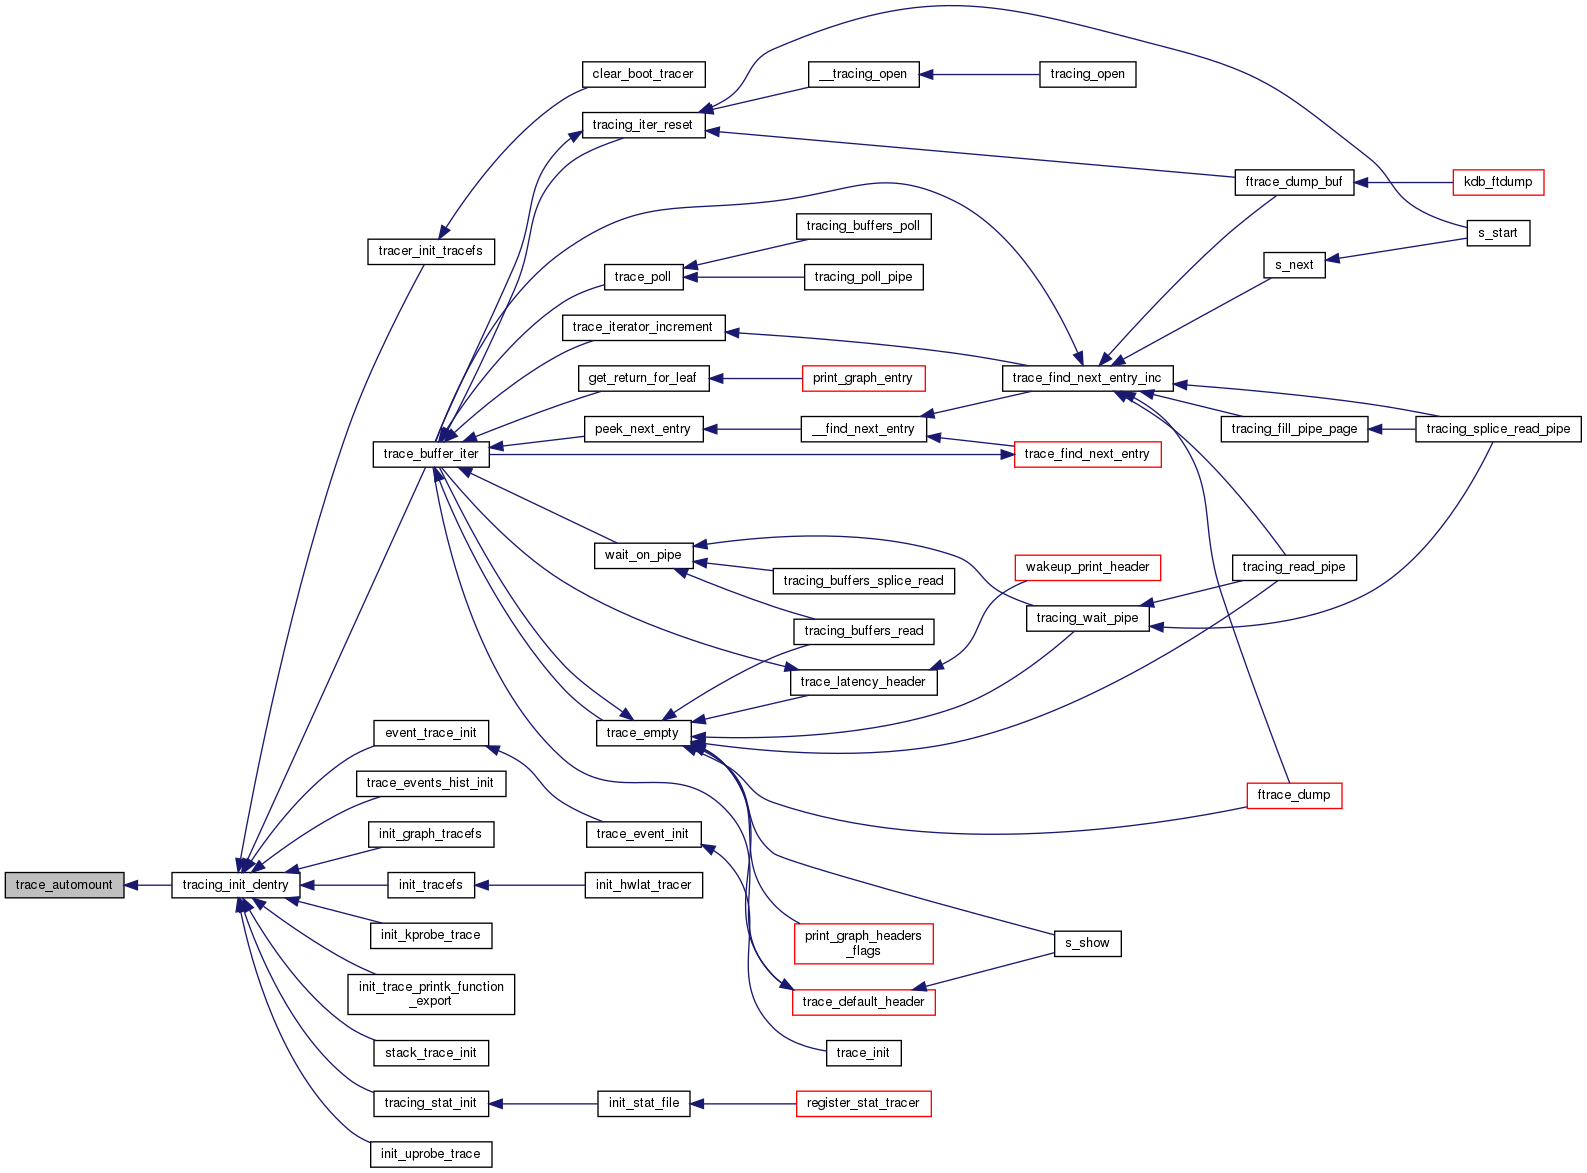 clear_boot_tracer
__tracing_open
tracing_open
tracing_iter_reset
ftrace_dump_buf
kdb_ftdump
tracing_buffers_poll
s_start
tracer_init_tracefs
trace_poll
tracing_poll_pipe
s_next
trace_iterator_increment
get_return_for_leaf
print_graph_entry
trace_find_next_entry_inc
peek_next_entry
__find_next_entry
tracing_fill_pipe_page
tracing_splice_read_pipe
trace_buffer_iter
trace_find_next_entry
wait_on_pipe
tracing_buffers_splice_read
wakeup_print_header
tracing_read_pipe
tracing_buffers_read
tracing_wait_pipe
trace_latency_header
event_trace_init
trace_empty
trace_events_hist_init
ftrace_dump
init_graph_tracefs
trace_event_init
trace_automount
tracing_init_dentry
init_tracefs
init_hwlat_tracer
init_kprobe_trace
print_graph_headers
_flags
s_show
init_trace_printk_function
_export
trace_default_header
stack_trace_init
trace_init
tracing_stat_init
init_stat_file
register_stat_tracer
init_uprobe_trace